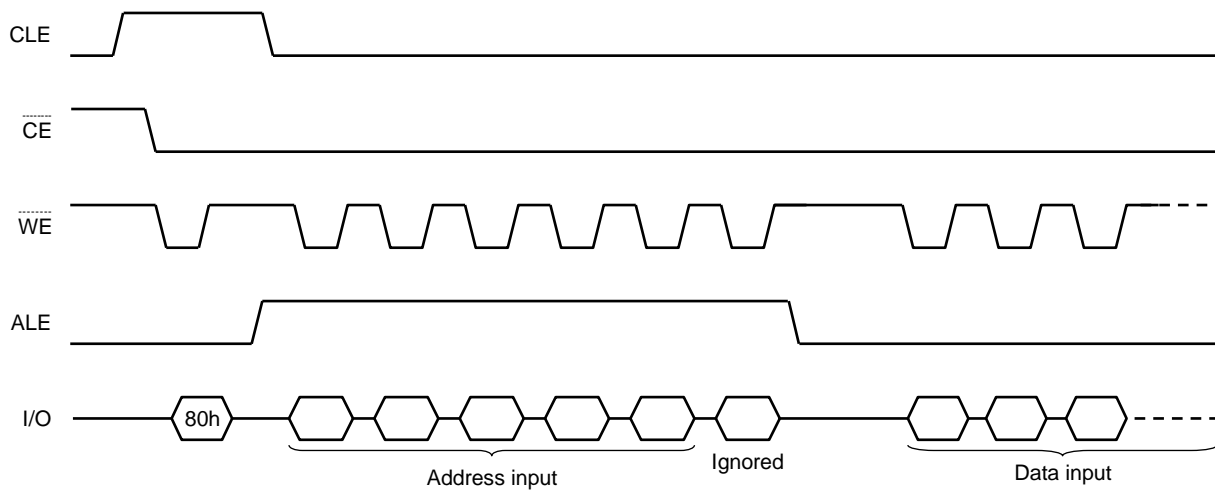 CLE
CE
WE
ALE
I/O
80h
Address input
Ignored
Data input